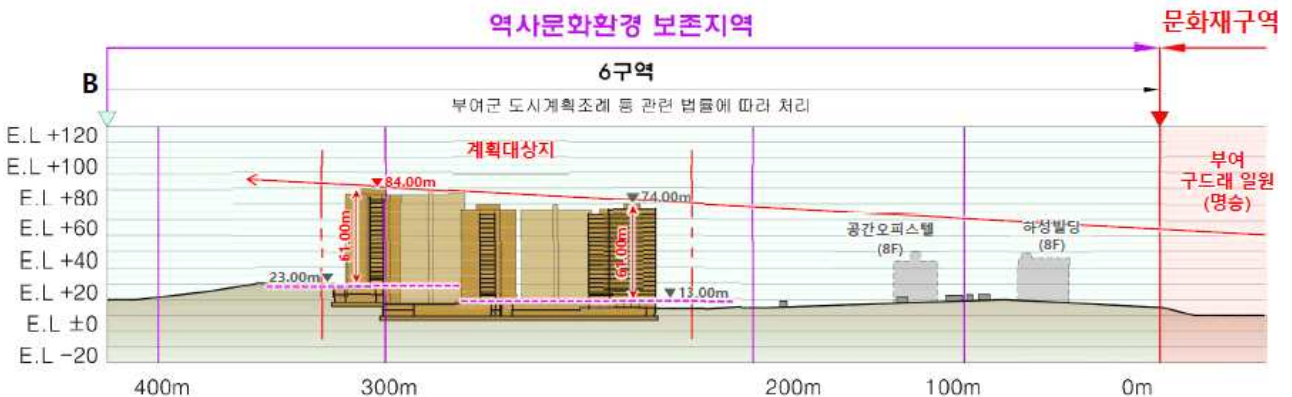 역사문화환경 보존지역
문화재구역
B
6구역
부여군 도시계획조례 등 관련 법률에 따라 처리
E.L +120
E.L +100
E.L +80
E.L +60
E.L +40
E.L +20
E.L ±0
E.L −20
계획대상지
84.00m
74.00m
61.00m
61.00m
23.00m
13.00m
공간오피스텔
(8F)
하성빌딩
(8F)
부여
구드래 일원
(명승)
400m
300m
200m
100m
0m